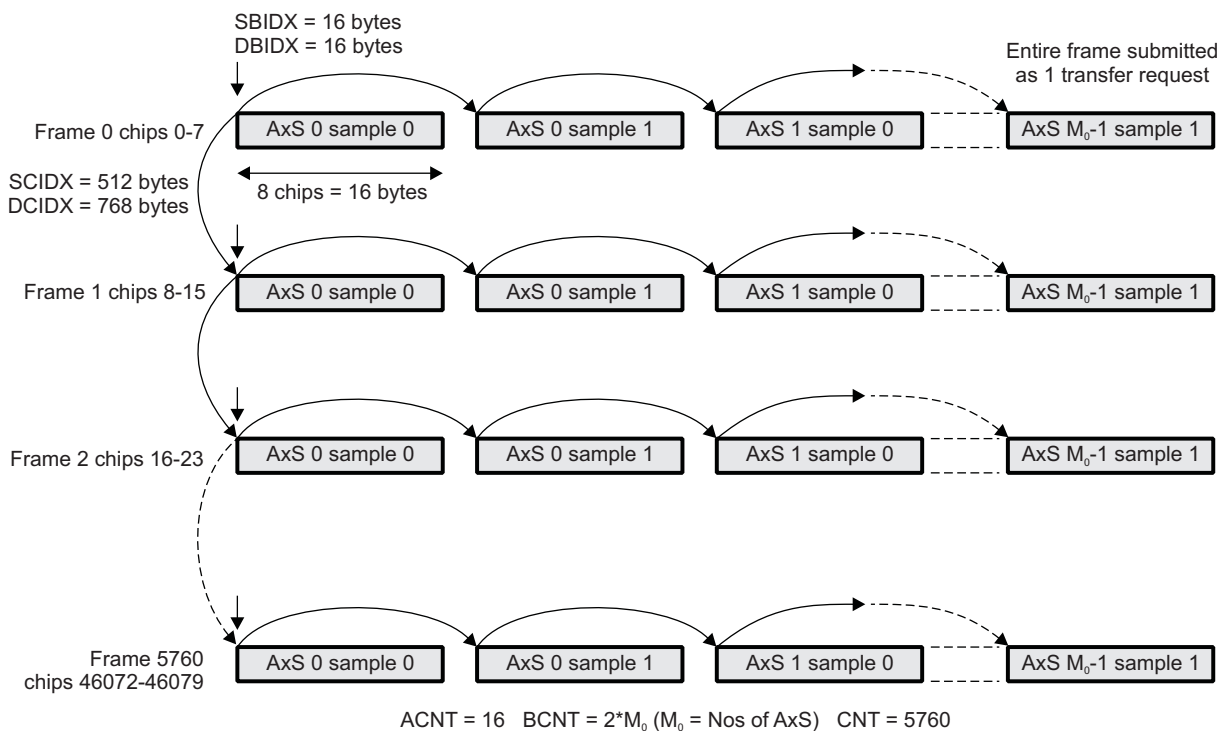 SBIDX = 16 bytes
DBIDX = 16 bytes
Entire frame submitted
as 1 transfer request
Frame 0 chips 0-7
AxS 0 sample 0
AxS 0 sample 1
AxS 1 sample 0
AxS M₀-1 sample 1
SCIDX = 512 bytes
DCIDX = 768 bytes
8 chips = 16 bytes
Frame 1 chips 8-15
AxS 0 sample 0
AxS 0 sample 1
AxS 1 sample 0
AxS M₀-1 sample 1
Frame 2 chips 16-23
AxS 0 sample 0
AxS 0 sample 1
AxS 1 sample 0
AxS M₀-1 sample 1
Frame 5760
chips 46072-46079
AxS 0 sample 0
AxS 0 sample 1
AxS 1 sample 0
AxS M₀-1 sample 1
ACNT = 16 BCNT = 2*M₀ (M₀ = Nos of AxS) CNT = 5760